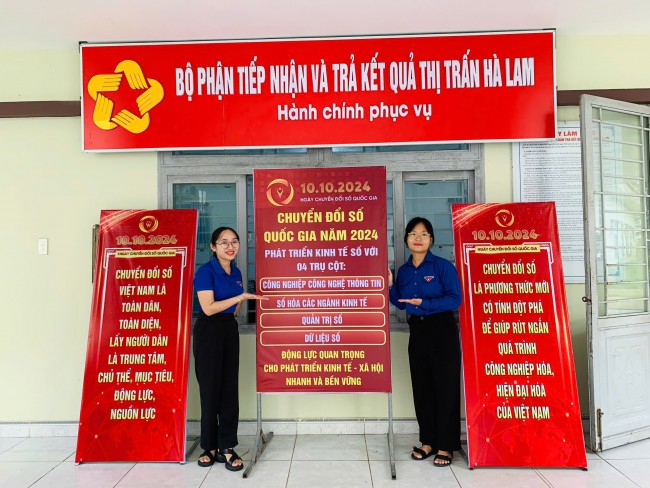 BỘ PHẬN TIẾP NHẬN VÀ TRẢ KẾT QUẢ THỊ TRẤN HÀ LAM
Hành chính phục vụ
10.10.2024
NGÀY CHUYỂN ĐỔI SỐ QUỐC GIA
CHUYỂN ĐỔI SỐ
VIỆT NAM LÀ
TOÀN DÂN,
TOÀN DIỆN,
LẤY NGƯỜI DÂN
LÀ TRUNG TÂM,
CHỦ THỂ, MỤC TIÊU,
ĐỘNG LỰC,
NGUỒN LỰC
10.10.2024
NGÀY CHUYỂN ĐỔI SỐ QUỐC GIA
CHUYỂN ĐỔI SỐ
QUỐC GIA NĂM 2024
PHÁT TRIỂN KINH TẾ SỐ VỚI
04 TRỤ CỘT:
CÔNG NGHIỆP CÔNG NGHỆ THÔNG TIN
SỐ HÓA CÁC NGÀNH KINH TẾ
QUẢN TRỊ SỐ
DỮ LIỆU SỐ
ĐỘNG LỰC QUAN TRỌNG
CHO PHÁT TRIỂN KINH TẾ - XÃ HỘI
NHANH VÀ BỀN VỮNG
10.10.2024
NGÀY CHUYỂN ĐỔI SỐ QUỐC GIA
CHUYỂN ĐỔI SỐ
LÀ PHƯƠNG THỨC MỚI
CÓ TÍNH ĐỘT PHÁ
ĐỂ GIÚP RÚT NGẮN
QUÁ TRÌNH
CÔNG NGHIỆP HÓA,
HIỆN ĐẠI HÓA
CỦA VIỆT NAM